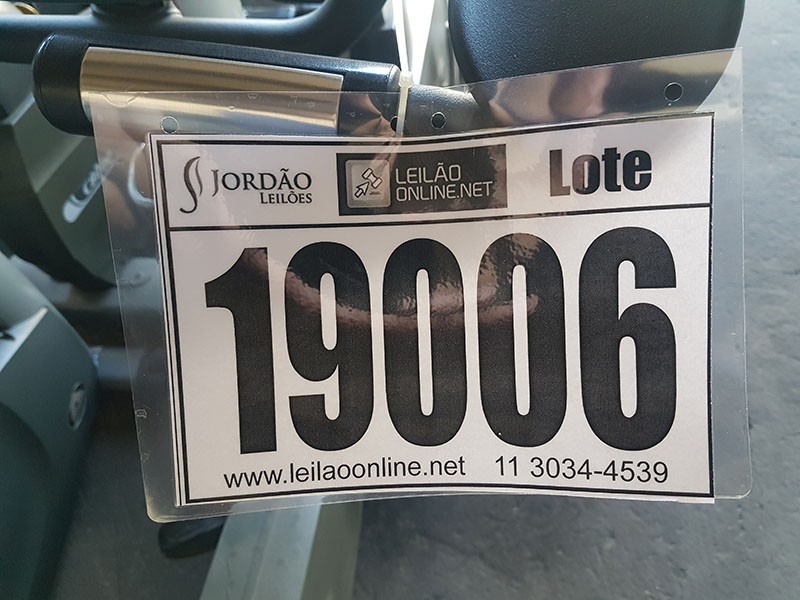 JORDÃO
LEILÕES
LEILÃO
ONLINE.NET
Lote
19006
www.leilaoonline.net 11 3034-4539